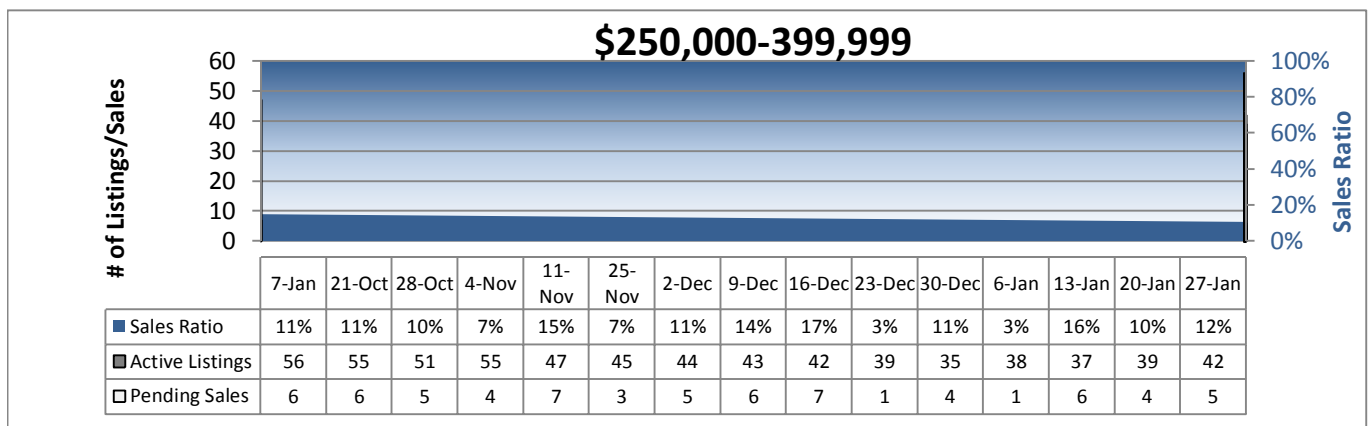 $250,000-399,999
# of Listings/Sales
60
50
40
30
20
10
0
100%
80%
60%
40%
20%
0%
Sales Ratio
7-Jan 21-Oct 28-Oct 4-Nov 11-Nov 25-Nov 2-Dec 9-Dec 16-Dec 23-Dec 30-Dec 6-Jan 13-Jan 20-Jan 27-Jan
Sales Ratio 11% 11% 10% 7% 15% 7% 11% 14% 17% 3% 11% 3% 16% 10% 12%
Active Listings 56 55 51 55 47 45 44 43 42 39 35 38 37 39 42
Pending Sales 6 6 5 4 7 3 5 6 7 1 4 1 6 4 5